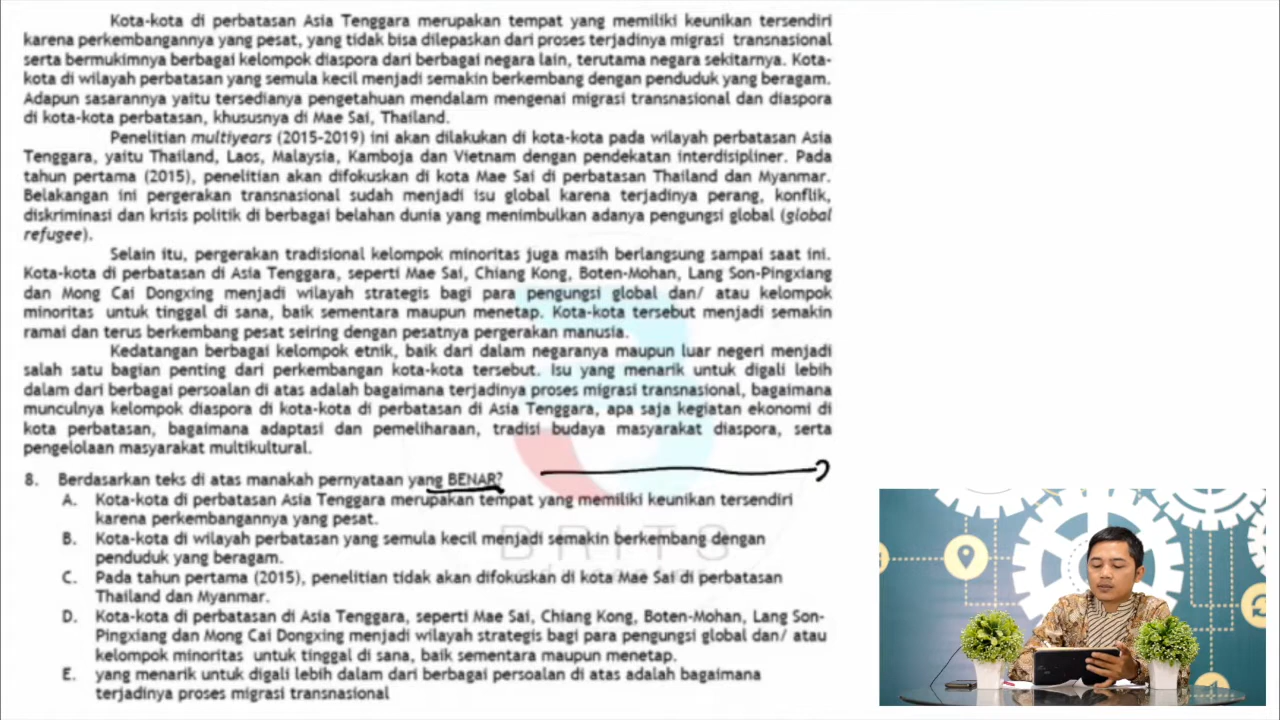 Kota-kota di perbatasan Asia Tenggara merupakan tempat yang memiliki keunikan tersendiri
karena perkembangannya yang pesat, yang tidak bisa dilepaskan dari proses terjadinya migrasi transnasional
serta bermukimnya berbagai kelompok diaspora dari berbagai negara lain, terutama negara sekitarnya. Kota-
kota di wilayah perbatasan yang semula kecil menjadi semakin berkembang dengan penduduk yang beragam.
Adapun sasarannya yaitu tersedianya pengetahuan mendalam mengenai migrasi transnasional dan diaspora
di kota-kota perbatasan, khususnya di Mae Sai, Thailand.
Penelitian multiyears (2015-2019) ini akan dilakukan di kota-kota pada wilayah perbatasan Asia
Tenggara, yaitu Thailand, Laos, Malaysia, Kamboja dan Vietnam dengan pendekatan interdisipliner. Pada
tahun pertama (2015), penelitian akan difokuskan di kota Mae Sai di perbatasan Thailand dan Myanmar.
Belakangan ini pergerakan transnasional sudah menjadi isu global karena terjadinya perang, konflik,
diskriminasi dan krisis politik di berbagai belahan dunia yang menimbulkan adanya pengungsi global (global
refugee).
Selain itu, pergerakan tradisional kelompok minoritas juga masih berlangsung sampai saat ini.
Kota-kota di perbatasan di Asia Tenggara, seperti Mae Sai, Chiang Kong, Boten-Mohan, Lang Son-Pingxiang
dan Mong Cai Dongxing menjadi wilayah strategis bagi para pengungsi global dan/ atau kelompok
minoritas untuk tinggal di sana, baik sementara maupun menetap. Kota-kota tersebut menjadi semakin
ramai dan terus berkembang pesat seiring dengan pesatnya pergerakan manusia.
Kedatangan berbagai kelompok etnik, baik dari dalam negaranya maupun luar negeri menjadi
salah satu bagian penting dari perkembangan kota-kota tersebut. Isu yang menarik untuk digali lebih
dalam dari berbagai persoalan di atas adalah bagaimana terjadinya proses migrasi transnasional, bagaimana
munculnya kelompok diaspora di kota-kota di perbatasan di Asia Tenggara, apa saja kegiatan ekonomi di
kota perbatasan, bagaimana adaptasi dan pemeliharaan, tradisi budaya masyarakat diaspora, serta
pengelolaan masyarakat multikultural.
8. Berdasarkan teks di atas manakah pernyataan yang BENAR?
A. Kota-kota di perbatasan Asia Tenggara merupakan tempat yang memiliki keunikan tersendiri
karena perkembangannya yang pesat.
B. Kota-kota di wilayah perbatasan yang semula kecil menjadi semakin berkembang dengan
penduduk yang beragam.
C. Pada tahun pertama (2015), penelitian tidak akan difokuskan di kota Mae Sai di perbatasan
Thailand dan Myanmar.
D. Kota-kota di perbatasan di Asia Tenggara, seperti Mae Sai, Chiang Kong, Boten-Mohan, Lang Son-
Pingxiang dan Mong Cai Dongxing menjadi wilayah strategis bagi para pengungsi global dan/ atau
kelompok minoritas untuk tinggal di sana, baik sementara maupun menetap.
E. yang menarik untuk digali lebih dalam dari berbagai persoalan di atas adalah bagaimana
terjadinya proses migrasi transnasional
BRITS